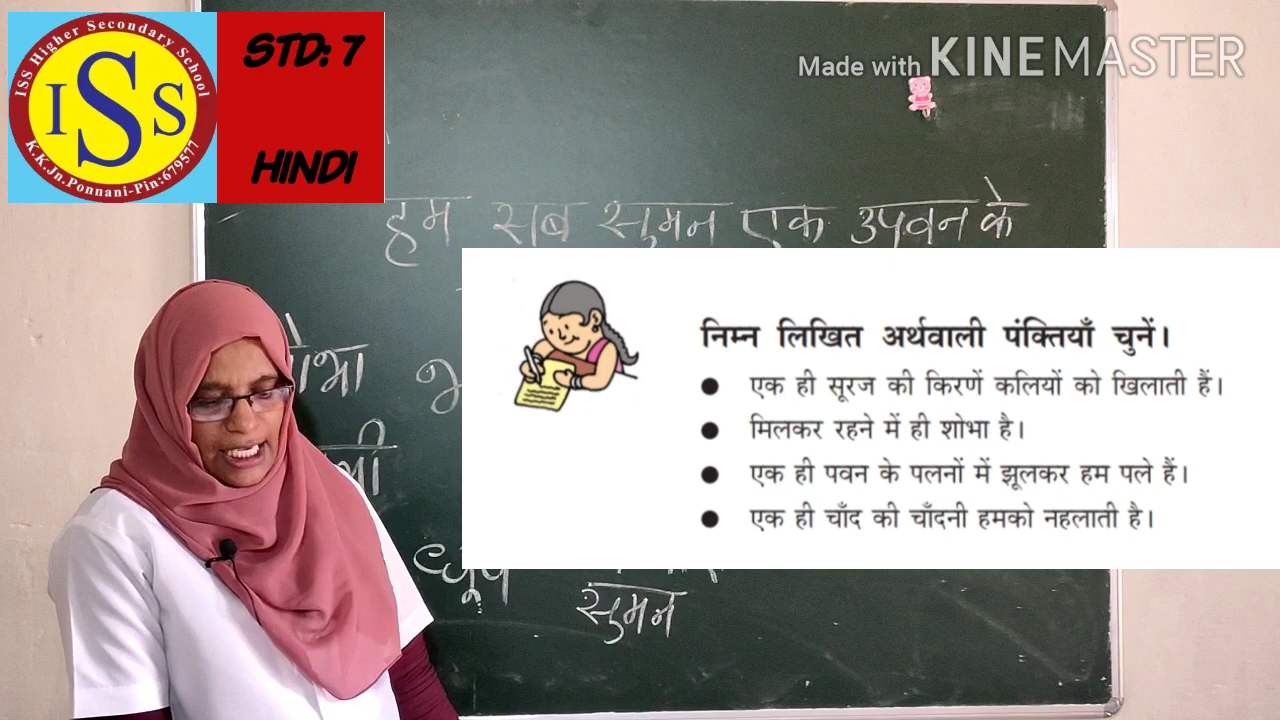 ISS Higher Secondary School
ISS
K.K.Jn.Ponnani-Pin:679577
STD: 7
HINDI
Made with KINEMASTER
हम सब सुमन एक उपवन के
निम्न लिखित अर्थवाली पंक्तियाँ चुनें।
● एक ही सूरज की किरणें कलियों को खिलाती हैं।
● मिलकर रहने में ही शोभा है।
● एक ही पवन के पलनों में झूलकर हम पले हैं।
● एक ही चाँद की चाँदनी हमको नहलाती है।
धूप
सुमन